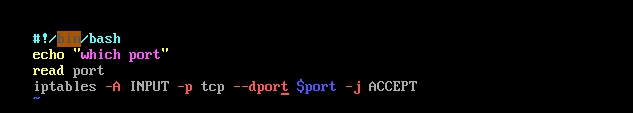 #!/bin/bash
echo "which port"
read port
iptables -A INPUT -p tcp --dport $port -j ACCEPT
~